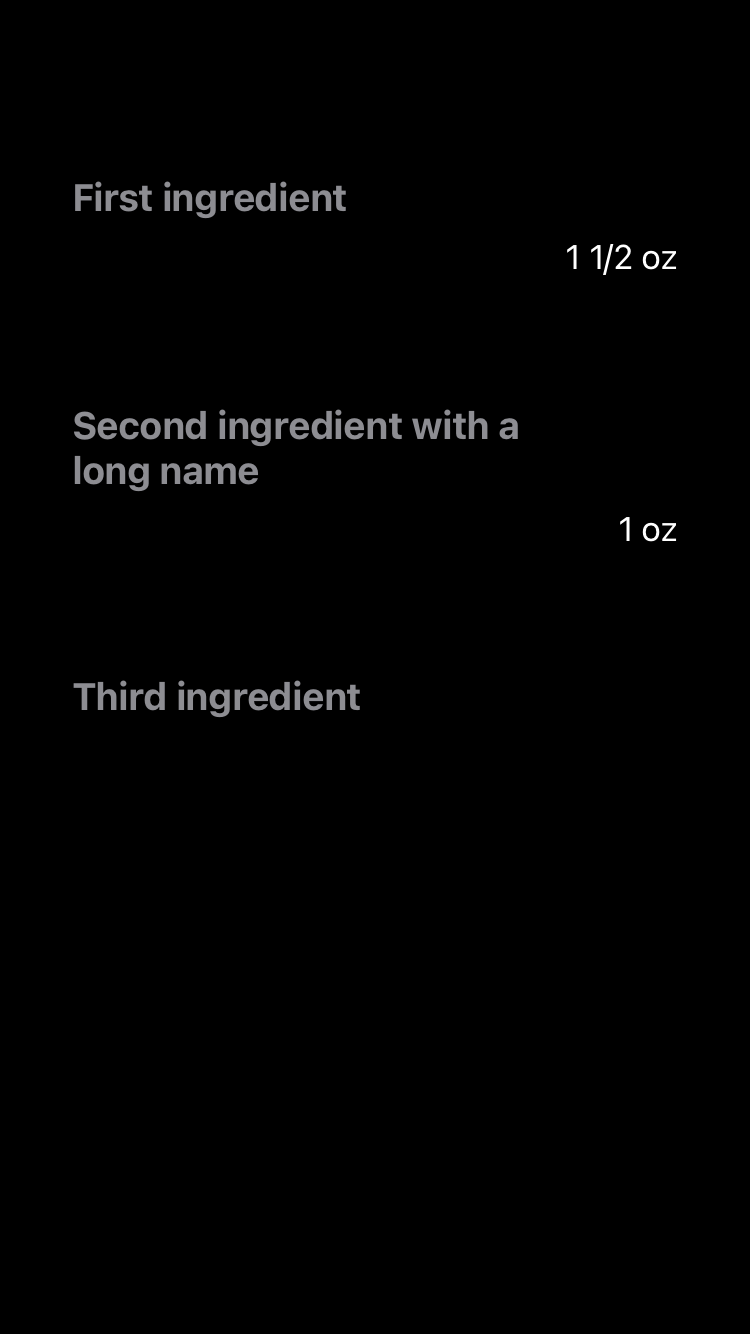 First ingredient
1 1/2 oz
Second ingredient with a
long name
1 oz
Third ingredient